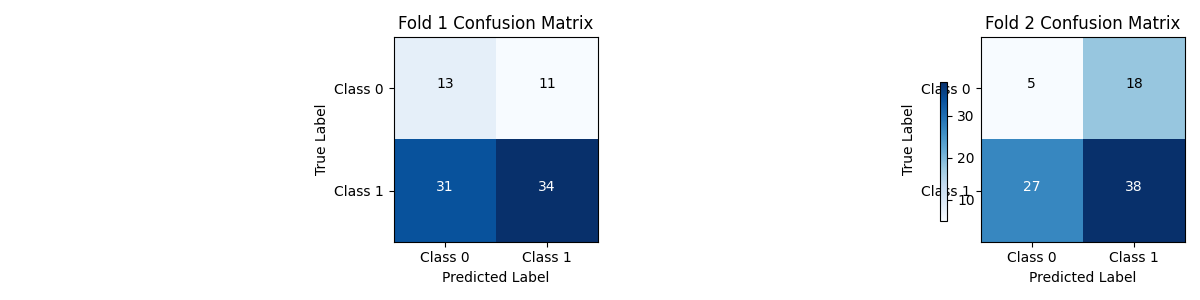 Fold 1 Confusion Matrix
True Label
Class 0
13
11
Class 1
31
34
Class 0
Class 1
Predicted Label
Fold 2 Confusion Matrix
True Label
Class 0
5
18
Class 1
27
38
Class 0
Class 1
Predicted Label
30
20
10